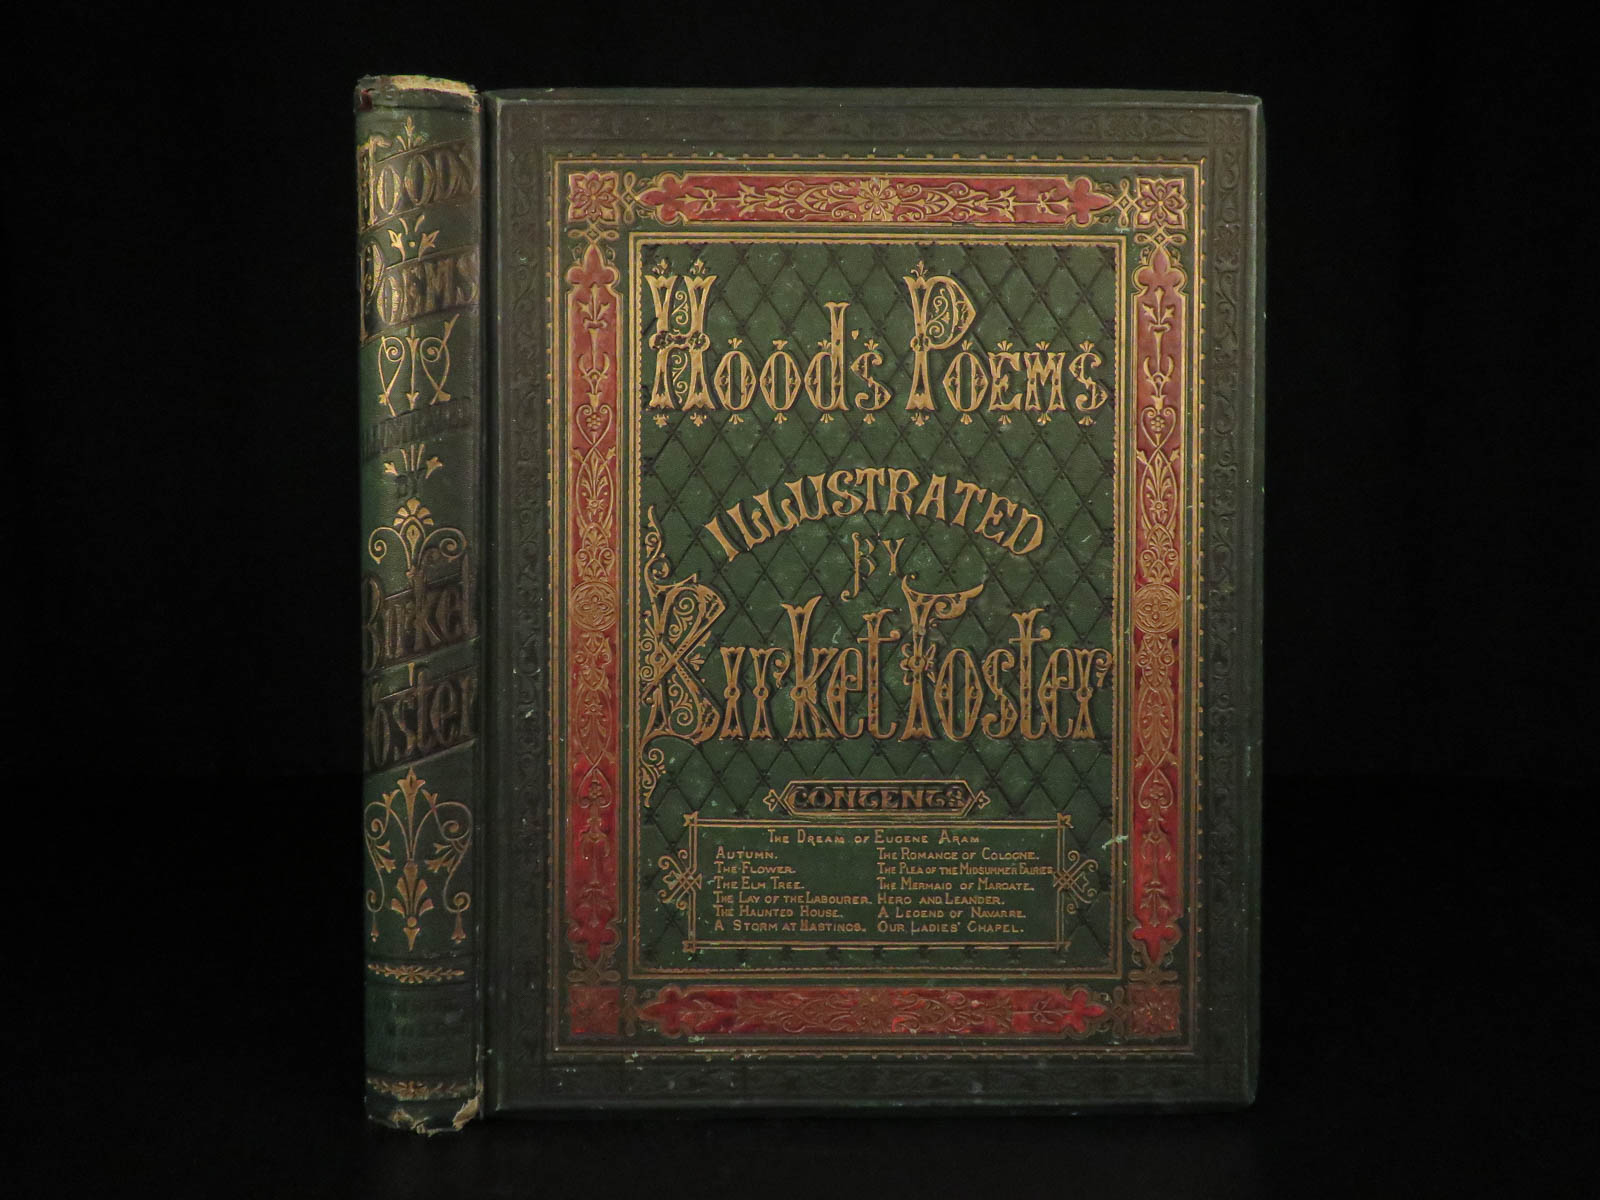 Hood's
Poems
Illustrated
by
Birket
Foster
Hood's Poems
Illustrated
by
Birket Foster
Contents
The Dream of Eugene Aram
Autumn.
The Flower.
The Elm Tree.
The Lay of the Labourer.
The Haunted House.
A Storm at Hastings.
The Romance of Cologne.
The Plea of the Midsummer Fairies.
The Mermaid of Margate.
Hero and Leander.
A Legend of Navarre.
Our Ladies' Chapel.